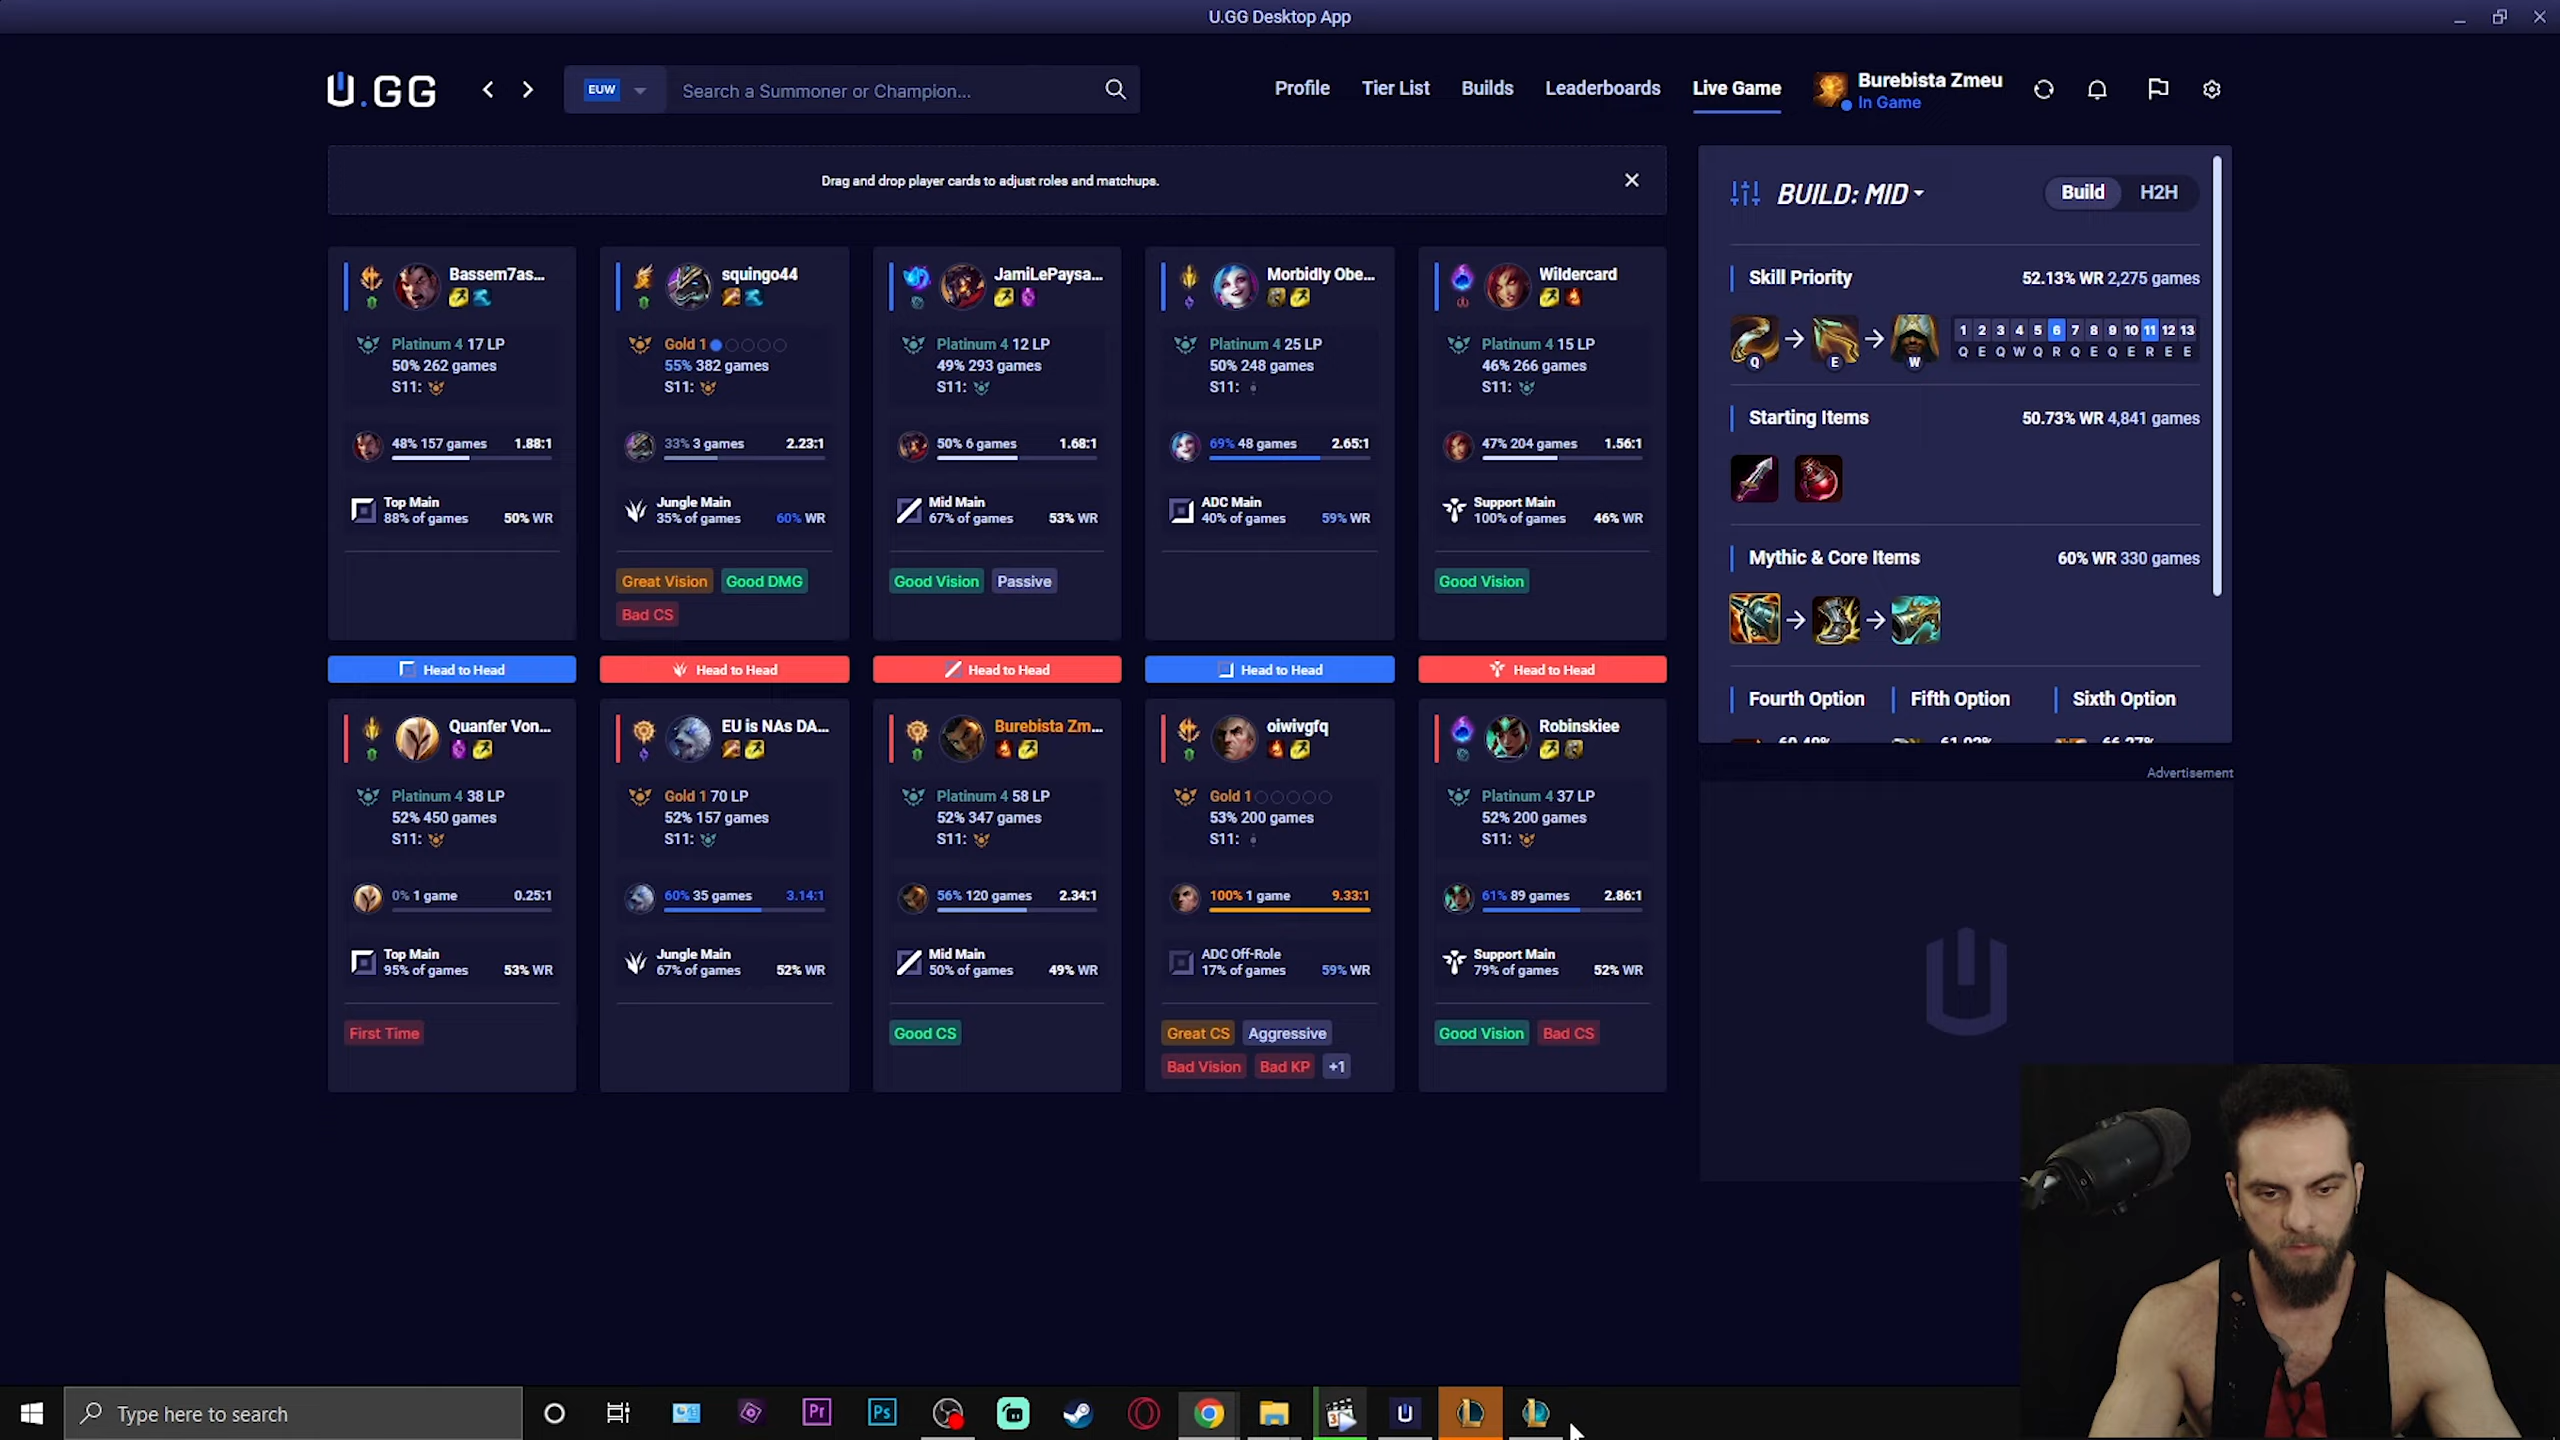 U.GG Desktop App
U.GG
EUW
Search a Summoner or Champion...
Profile
Tier List
Builds
Leaderboards
Live Game
Burebista Zmeu
In Game
Drag and drop player cards to adjust roles and matchups.
Bassem7as...
Platinum 4 17 LP
50% 262 games
S11:
48% 157 games 1.88:1
Top Main
88% of games 50% WR
squingo44
Gold 1
55% 382 games
S11:
33% 3 games 2.23:1
Jungle Main
35% of games 60% WR
Great Vision Good DMG
Bad CS
JamiLePaysa...
Platinum 4 12 LP
49% 293 games
S11:
50% 6 games 1.68:1
Mid Main
67% of games 53% WR
Good Vision Passive
Morbidly Obe...
Platinum 4 25 LP
50% 248 games
S11:
69% 48 games 2.65:1
ADC Main
40% of games 59% WR
Wildercard
Platinum 4 15 LP
46% 266 games
S11:
47% 204 games 1.56:1
Support Main
100% of games 46% WR
Good Vision
Head to Head
Head to Head
Head to Head
Head to Head
Head to Head
Quanfer Von...
Platinum 4 38 LP
52% 450 games
S11:
0% 1 game 0.25:1
Top Main
95% of games 53% WR
First Time
EU is NAs DA...
Gold 1 70 LP
52% 157 games
S11:
60% 35 games 3.14:1
Jungle Main
67% of games 52% WR
Burebista Zm...
Platinum 4 58 LP
52% 347 games
S11:
56% 120 games 2.34:1
Mid Main
50% of games 49% WR
Good CS
oiwivgfq
Gold 1
53% 200 games
S11:
100% 1 game 9.33:1
ADC Off-Role
17% of games 59% WR
Great CS Aggressive
Bad Vision Bad KP +1
Robinskiee
Platinum 4 37 LP
52% 200 games
S11:
61% 89 games 2.86:1
Support Main
79% of games 52% WR
Good Vision Bad CS
BUILD: MID
Build H2H
Skill Priority 52.13% WR 2,275 games
Q E W
1 2 3 4 5 6 7 8 9 10 11 12 13
Q E Q W Q R Q E Q E R E E
Starting Items 50.73% WR 4,841 games
Mythic & Core Items 60% WR 330 games
Fourth Option Fifth Option Sixth Option
Advertisement
Type here to search
Pr
Ps